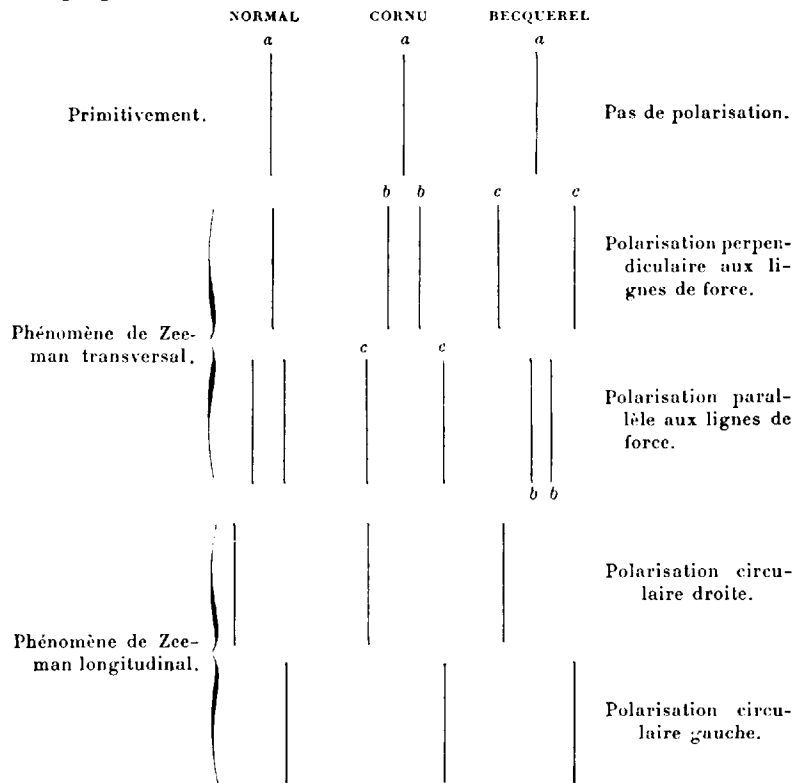 NORMAL CORNU BECQUEREL
a a a
Primitivement. Pas de polarisation.
b b c c
Polarisation perpen-
diculaire aux li-
gnes de force.
Phénomène de Zee-
man transversal.
c c
Polarisation paral-
lèle aux lignes de
force.
b b
Polarisation circu-
laire droite.
Phénomène de Zee-
man longitudinal.
Polarisation circu-
laire gauche.